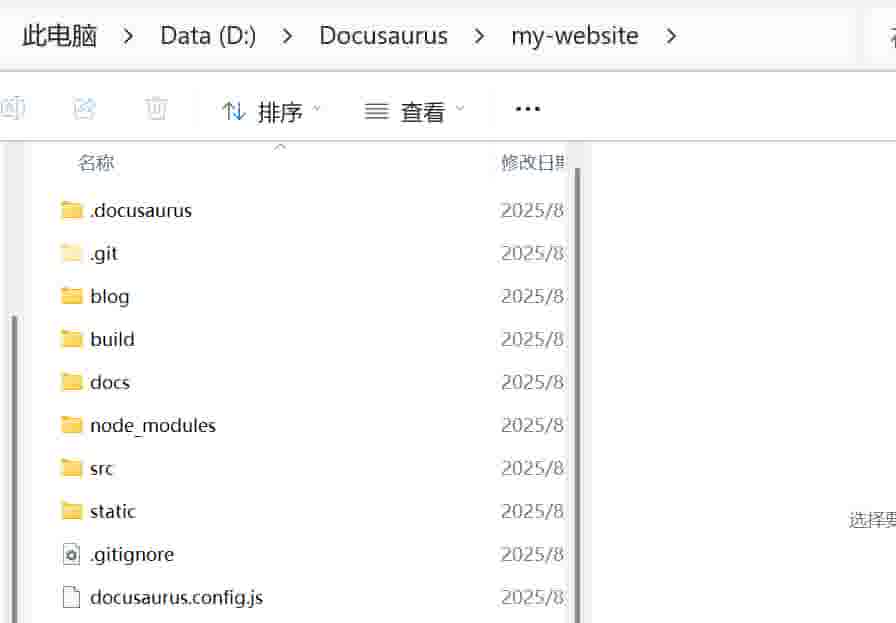 此电脑 > Data (D:) > Docusaurus > my-website >
排序 查看 ...
名称 修改日期
.docusaurus 2025/8
.git 2025/8
blog 2025/8
build 2025/8
docs 2025/8
node_modules 2025/8
src 2025/8
static 2025/8
选择要
.gitignore 2025/8
docusaurus.config.js 2025/8